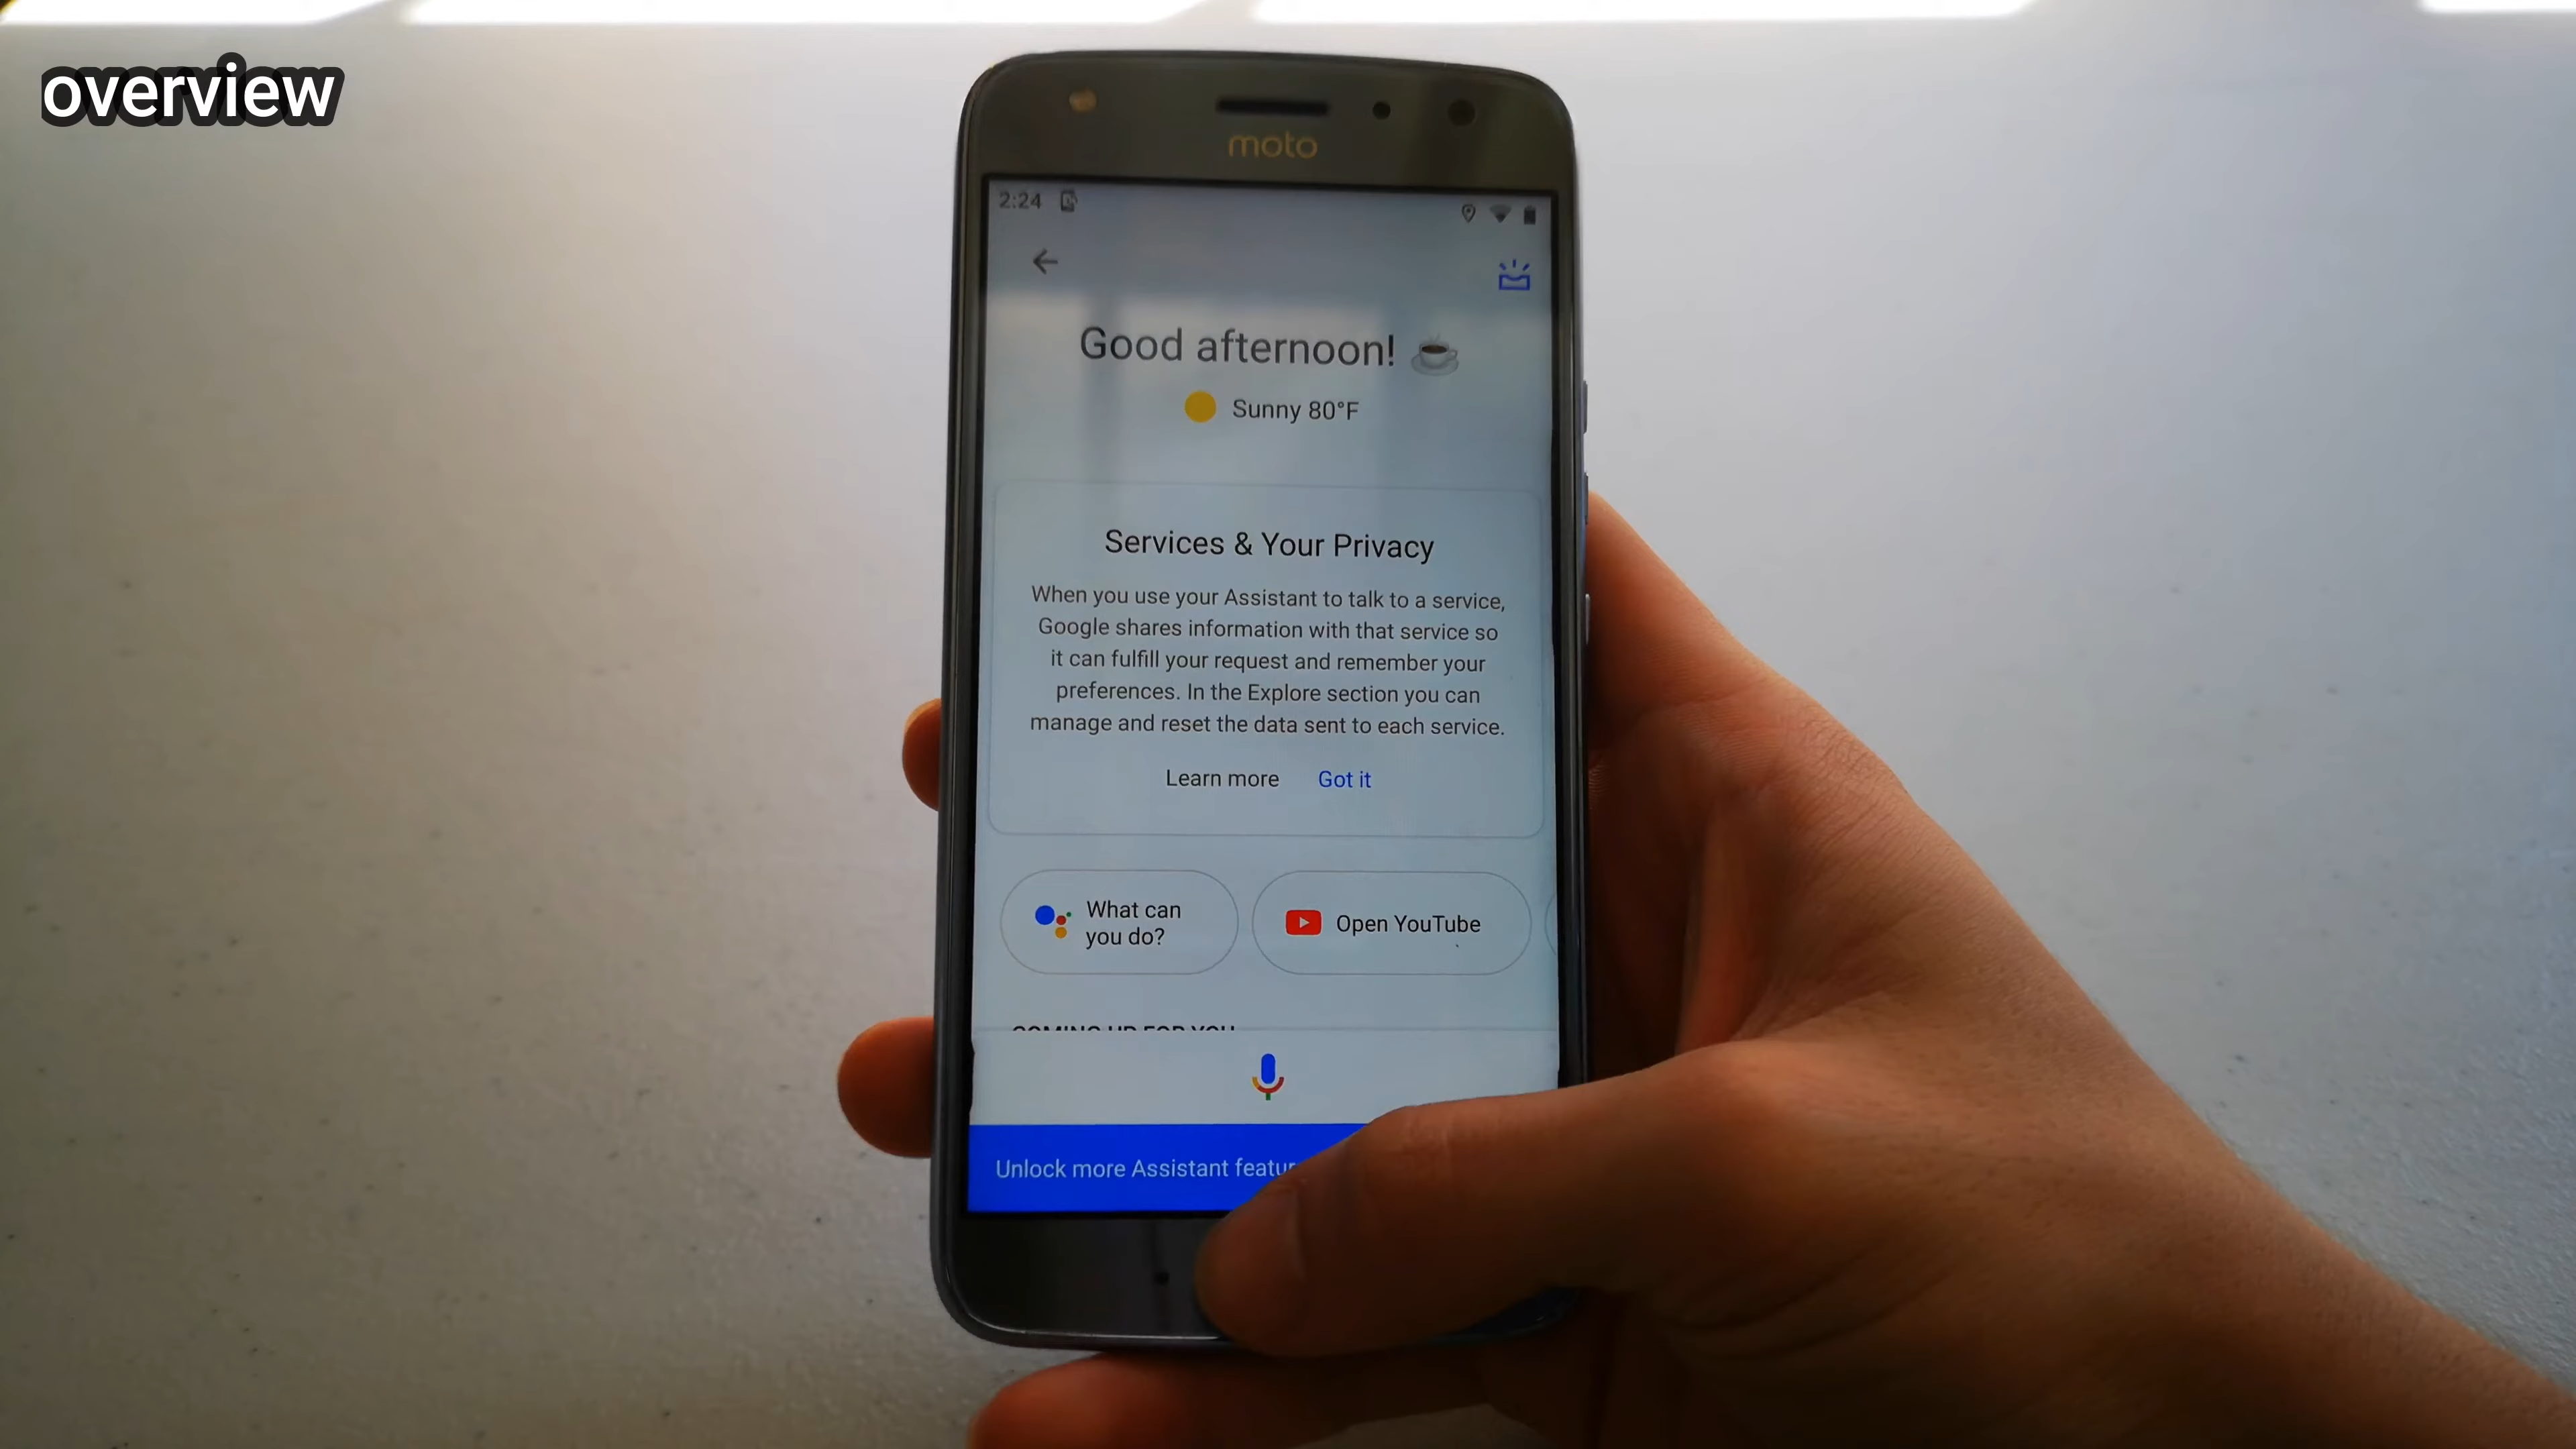 overview
moto
2:24
Good afternoon!
Sunny 80°F
Services & Your Privacy
When you use your Assistant to talk to a service,
Google shares information with that service so
it can fulfill your request and remember your
preferences. In the Explore section you can
manage and reset the data sent to each service.
Learn more Got it
What can
you do?
Open YouTube
COMING UP FOR YOU
Unlock more Assistant featur